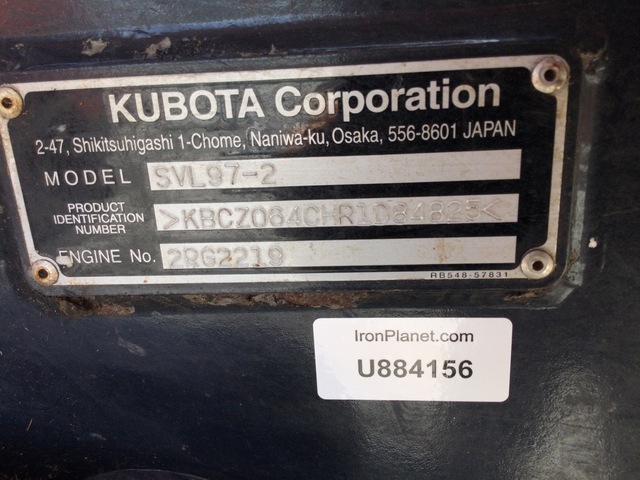 KUBOTA Corporation
2-47, Shikitsuhigashi 1-Chome, Naniwa-ku, Osaka, 556-8601 JAPAN
MODEL SVL97-2
PRODUCT
IDENTIFICATION
NUMBER >KBCZ064CHR1D84825<
ENGINE No. 2RG2219
RB548-57831
IronPlanet.com
U884156